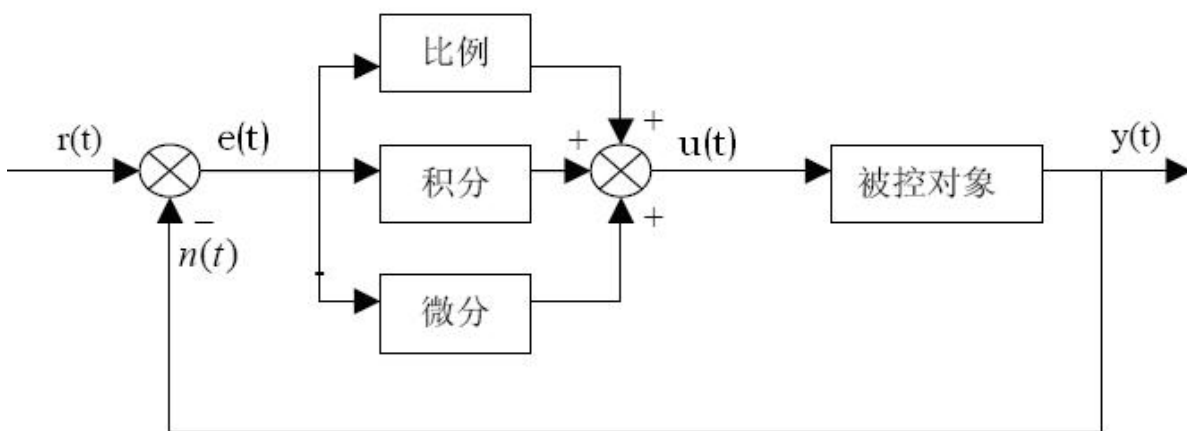 比例
r(t)
e(t)
+
+
积分
u(t)
被控对象
y(t)
−
n(t)
+
微分